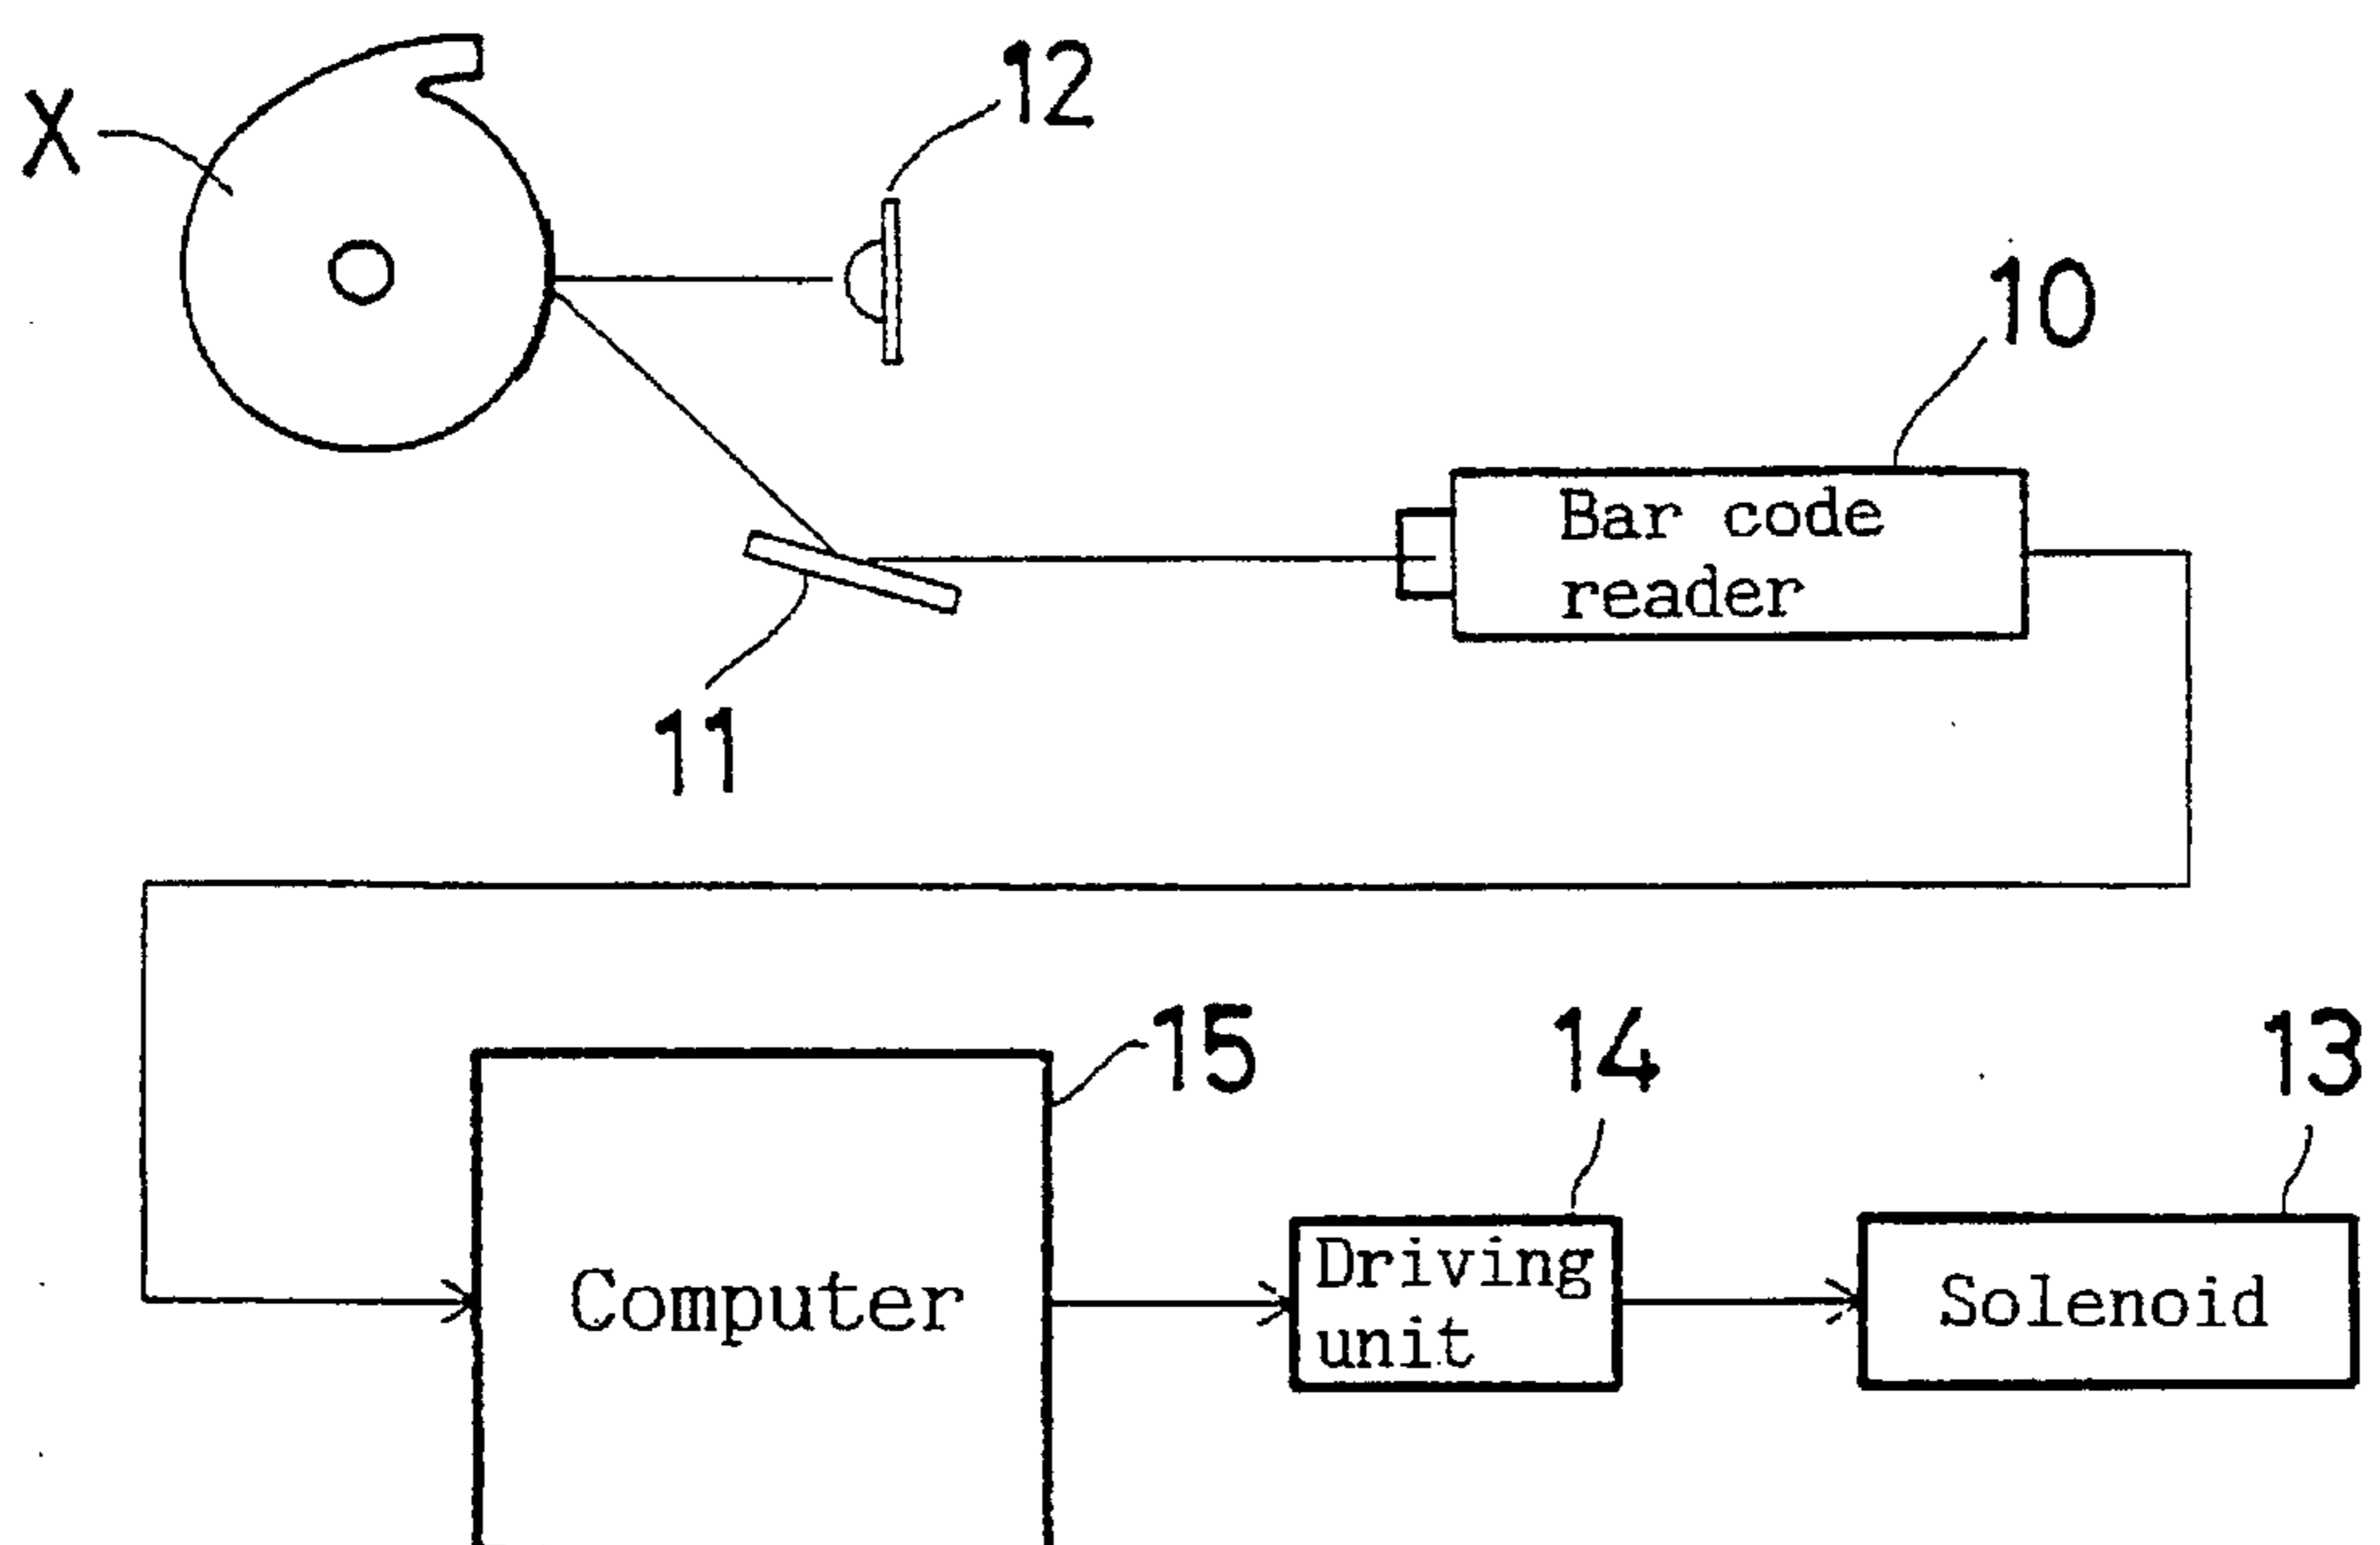 X
12
10
Bar code
reader
11
15
14
13
Computer
Driving
unit
Solenoid